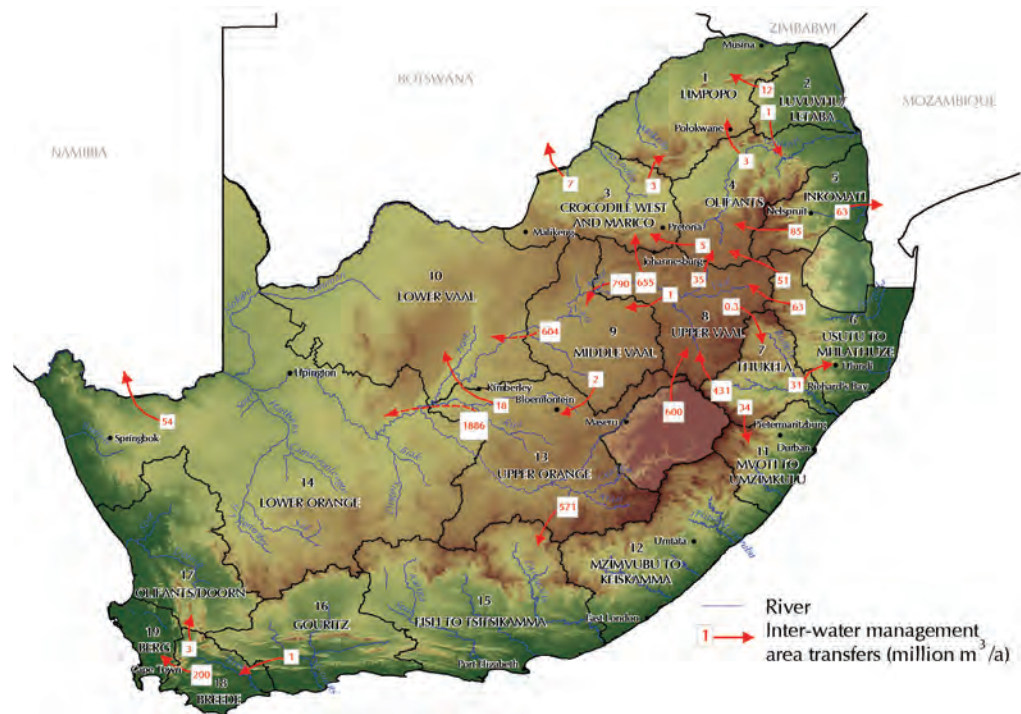 ZIMBABWE
Musina
BOTSWANA
1
LIMPOPO
12
2
LUVUVHU/
LETABA
MOZAMBIQUE
1
Polokwane
3
NAMIBIA
7
3
3
CROCODILE WEST
AND MARICO
4
OLIFANTS
5
INKOMATI
Nelspruit
63
85
Mafikeng
Pretoria
5
Johannesburg
10
LOWER VAAL
790
655
35
51
1
0.3
63
8
UPPER VAAL
6
USUTU TO
MHLATHUZE
604
9
MIDDLE VAAL
7
THUKELA
Ulundi
Upington
Kimberley
2
31
Richards Bay
18
Bloemfontein
431
34
54
1886
Maseru
600
Pietermaritzburg
Springbok
Durban
13
UPPER ORANGE
11
MVOTI TO
UMZIMKULU
14
LOWER ORANGE
571
12
MZIMVUBU TO
KEISKAMMA
Umtata
17
OLIFANTS/DOORN
16
GOURITZ
15
FISH TO TSITSIKAMMA
East London
River
19
BERG
3
1
Inter-water management
area transfers (million m³/a)
1
Cape Town
200
Port Elizabeth
18
BREEDE